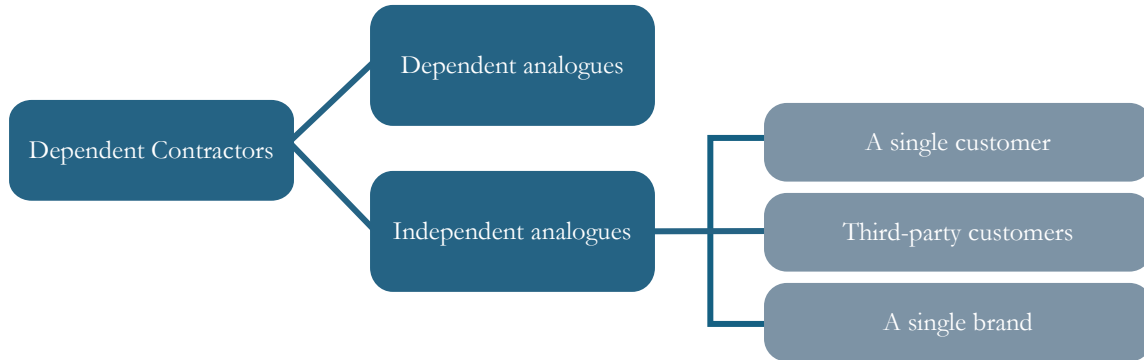 Dependent Contractors
Dependent analogues
Independent analogues
A single customer
Third-party customers
A single brand